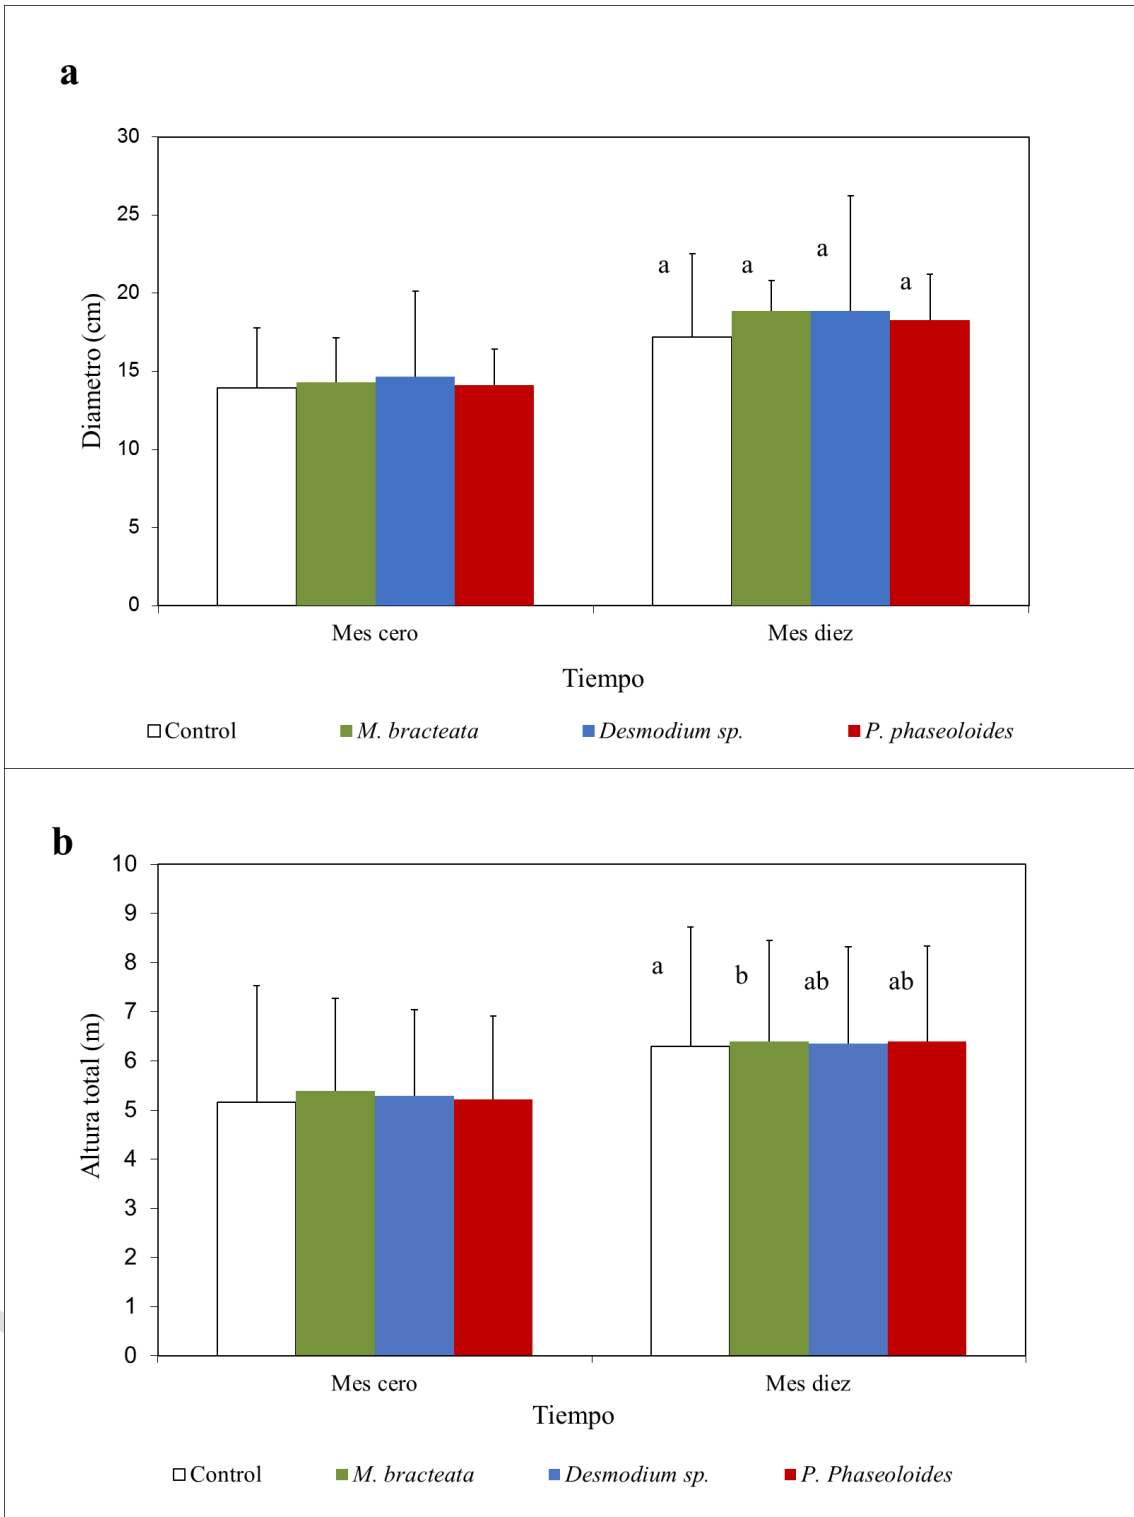 a
30
25
20
15
10
5
0
Diametro (cm)
a a a a
Mes cero Mes diez
Tiempo
Control M. bracteata Desmodium sp. P. phaseoloides
b
10
9
8
7
6
5
4
3
2
1
0
Altura total (m)
a b ab ab
Mes cero Mes diez
Tiempo
Control M. bracteata Desmodium sp. P. Phaseoloides